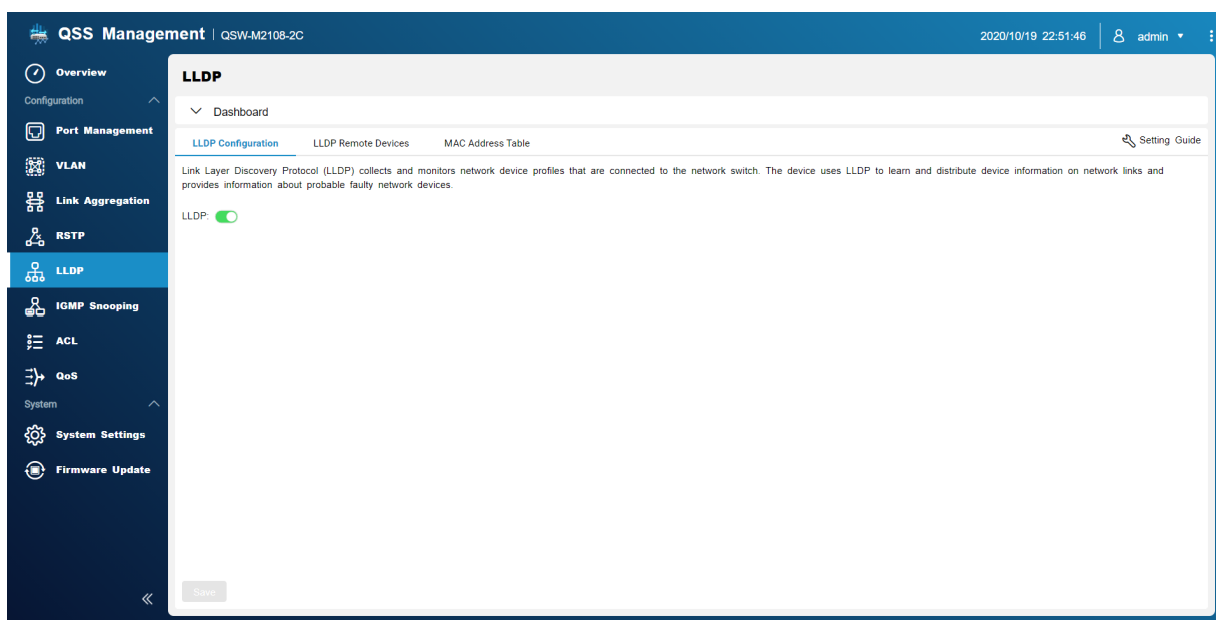 QSS Management | QSW-M2108-2C
2020/10/19 22:51:46
admin
Overview
Configuration
Port Management
VLAN
Link Aggregation
RSTP
LLDP
IGMP Snooping
ACL
QoS
System
System Settings
Firmware Update
LLDP
Dashboard
LLDP Configuration
LLDP Remote Devices
MAC Address Table
Setting Guide
Link Layer Discovery Protocol (LLDP) collects and monitors network device profiles that are connected to the network switch. The device uses LLDP to learn and distribute device information on network links and
provides information about probable faulty network devices.
LLDP:
Save